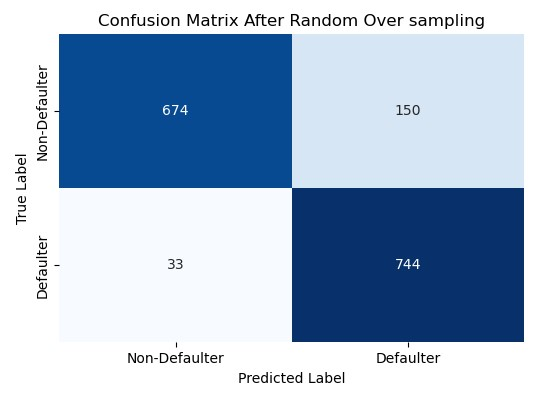 Confusion Matrix After Random Over sampling
True Label
Non-Defaulter
674
150
Defaulter
33
744
Non-Defaulter
Defaulter
Predicted Label